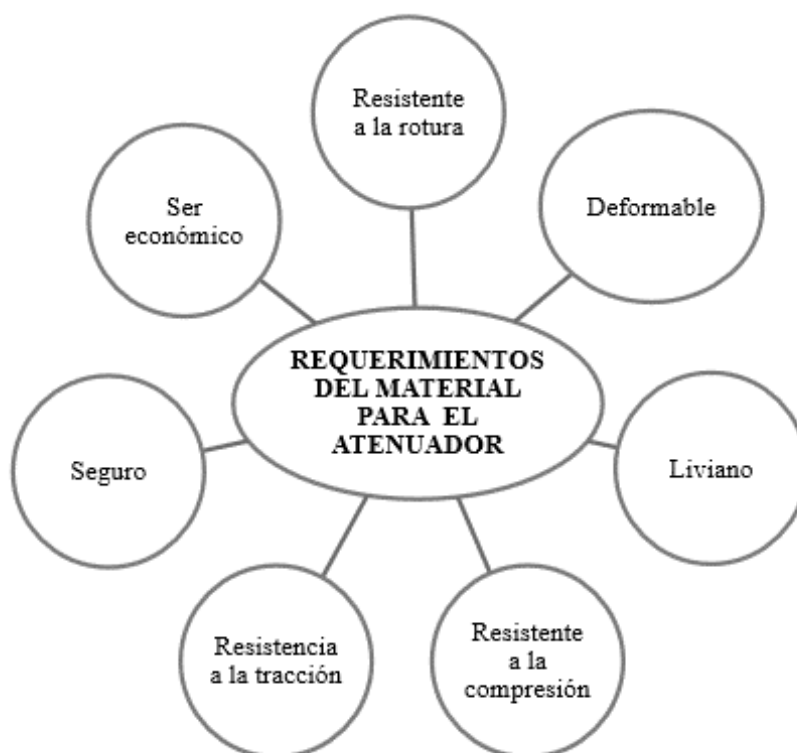 Resistente
a la rotura
Deformable
Ser
económico
REQUERIMIENTOS
DEL MATERIAL
PARA EL
ATENUADOR
Seguro
Liviano
Resistencia
a la tracción
Resistente
a la
compresión